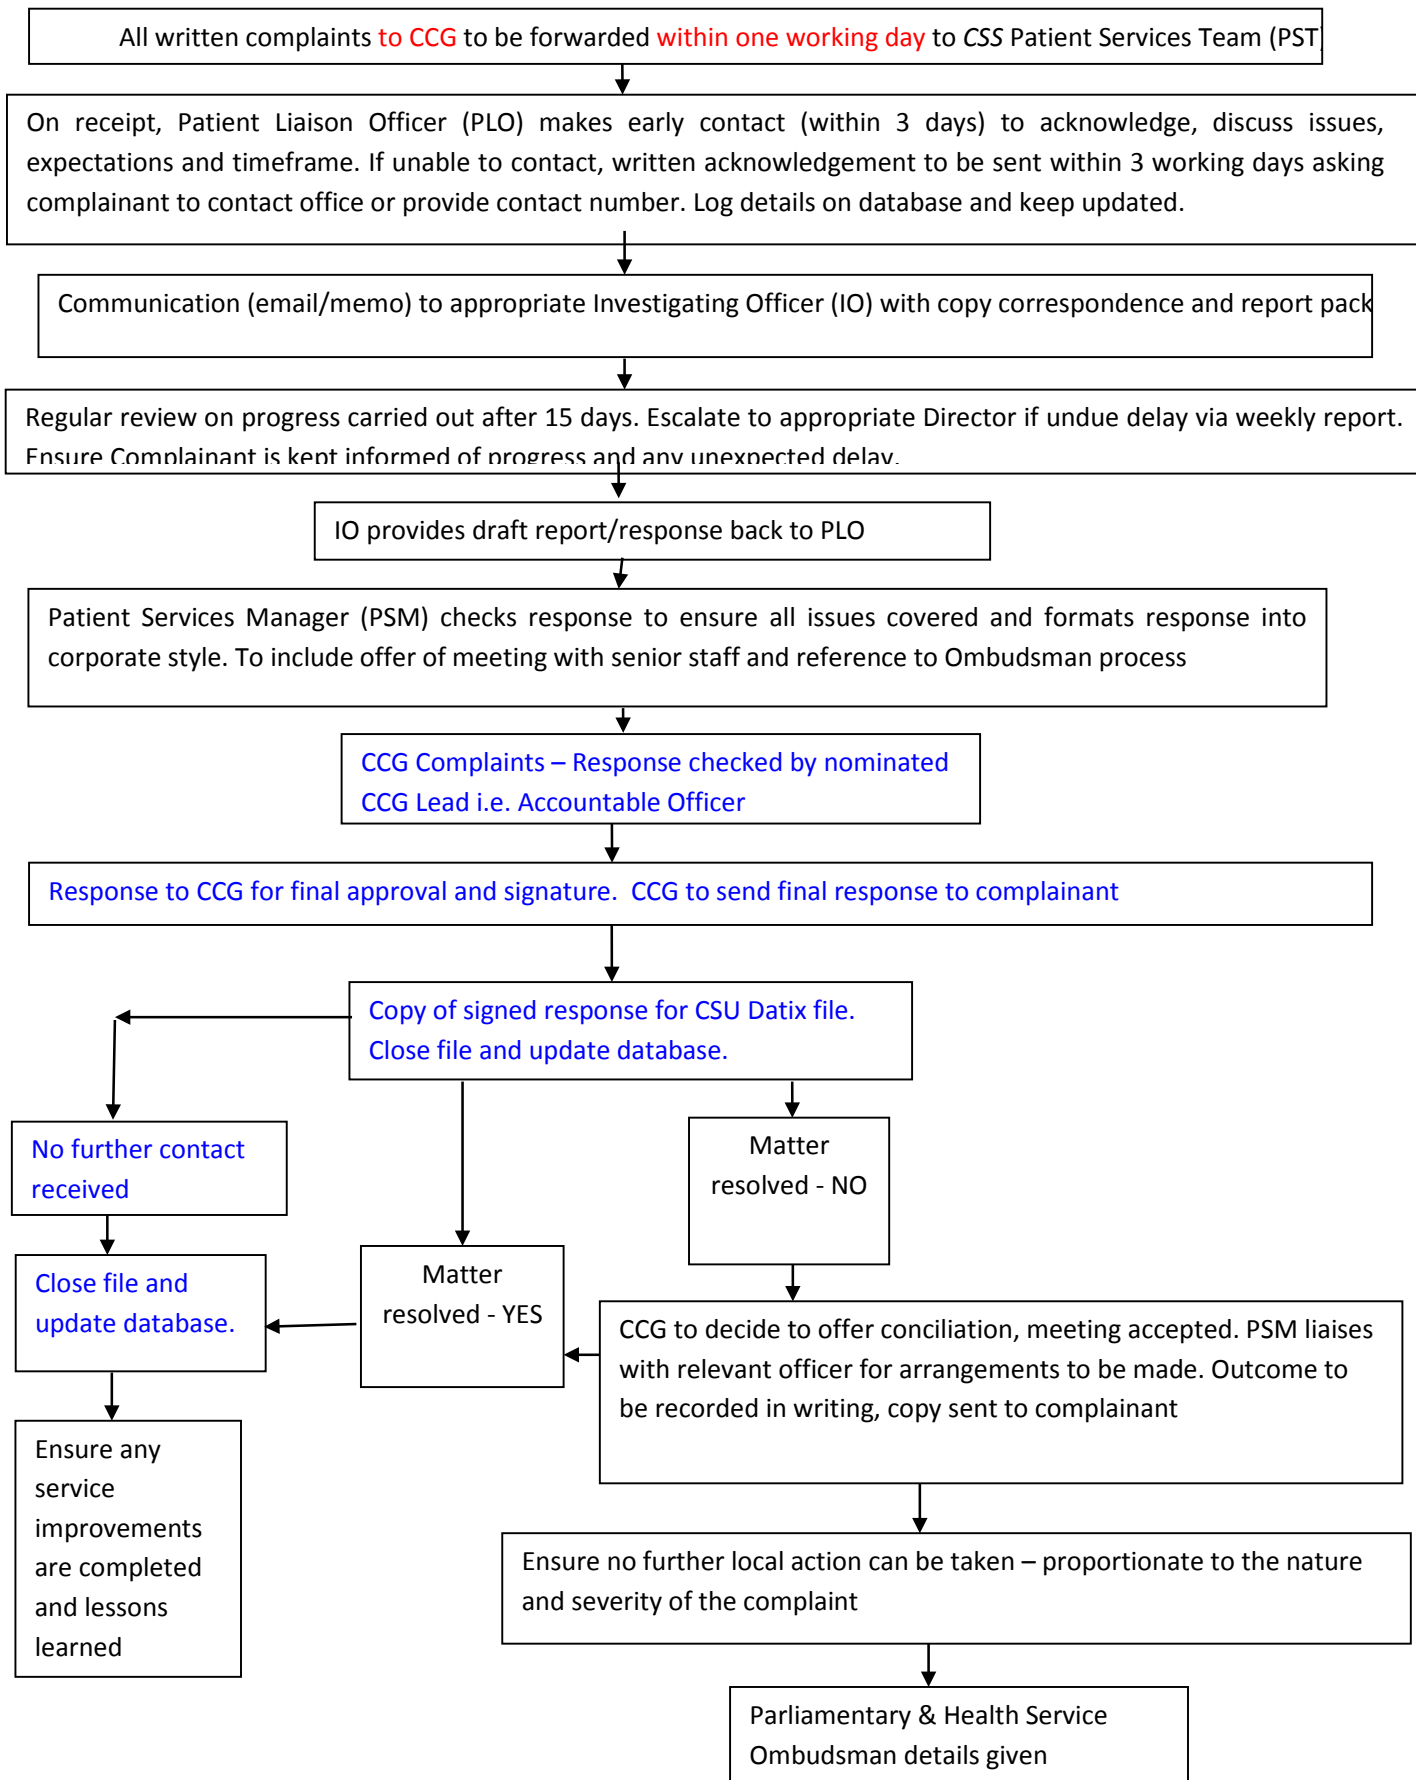 All written complaints to CCG to be forwarded within one working day to CSS Patient Services Team (PST)
On receipt, Patient Liaison Officer (PLO) makes early contact (within 3 days) to acknowledge, discuss issues,
expectations and timeframe. If unable to contact, written acknowledgement to be sent within 3 working days asking
complainant to contact office or provide contact number. Log details on database and keep updated.
Communication (email/memo) to appropriate Investigating Officer (IO) with copy correspondence and report pack
Regular review on progress carried out after 15 days. Escalate to appropriate Director if undue delay via weekly report.
Ensure Complainant is kept informed of progress and any unexpected delay.
IO provides draft report/response back to PLO
Patient Services Manager (PSM) checks response to ensure all issues covered and formats response into
corporate style. To include offer of meeting with senior staff and reference to Ombudsman process
CCG Complaints – Response checked by nominated
CCG Lead i.e. Accountable Officer
Response to CCG for final approval and signature.  CCG to send final response to complainant
Copy of signed response for CSU Datix file.
Close file and update database.
No further contact
received
Matter
resolved - NO
Close file and
update database.
Matter
resolved - YES
CCG to decide to offer conciliation, meeting accepted. PSM liaises
with relevant officer for arrangements to be made. Outcome to
be recorded in writing, copy sent to complainant
Ensure any
service
improvements
are completed
and lessons
learned
Ensure no further local action can be taken – proportionate to the nature
and severity of the complaint
Parliamentary & Health Service
Ombudsman details given